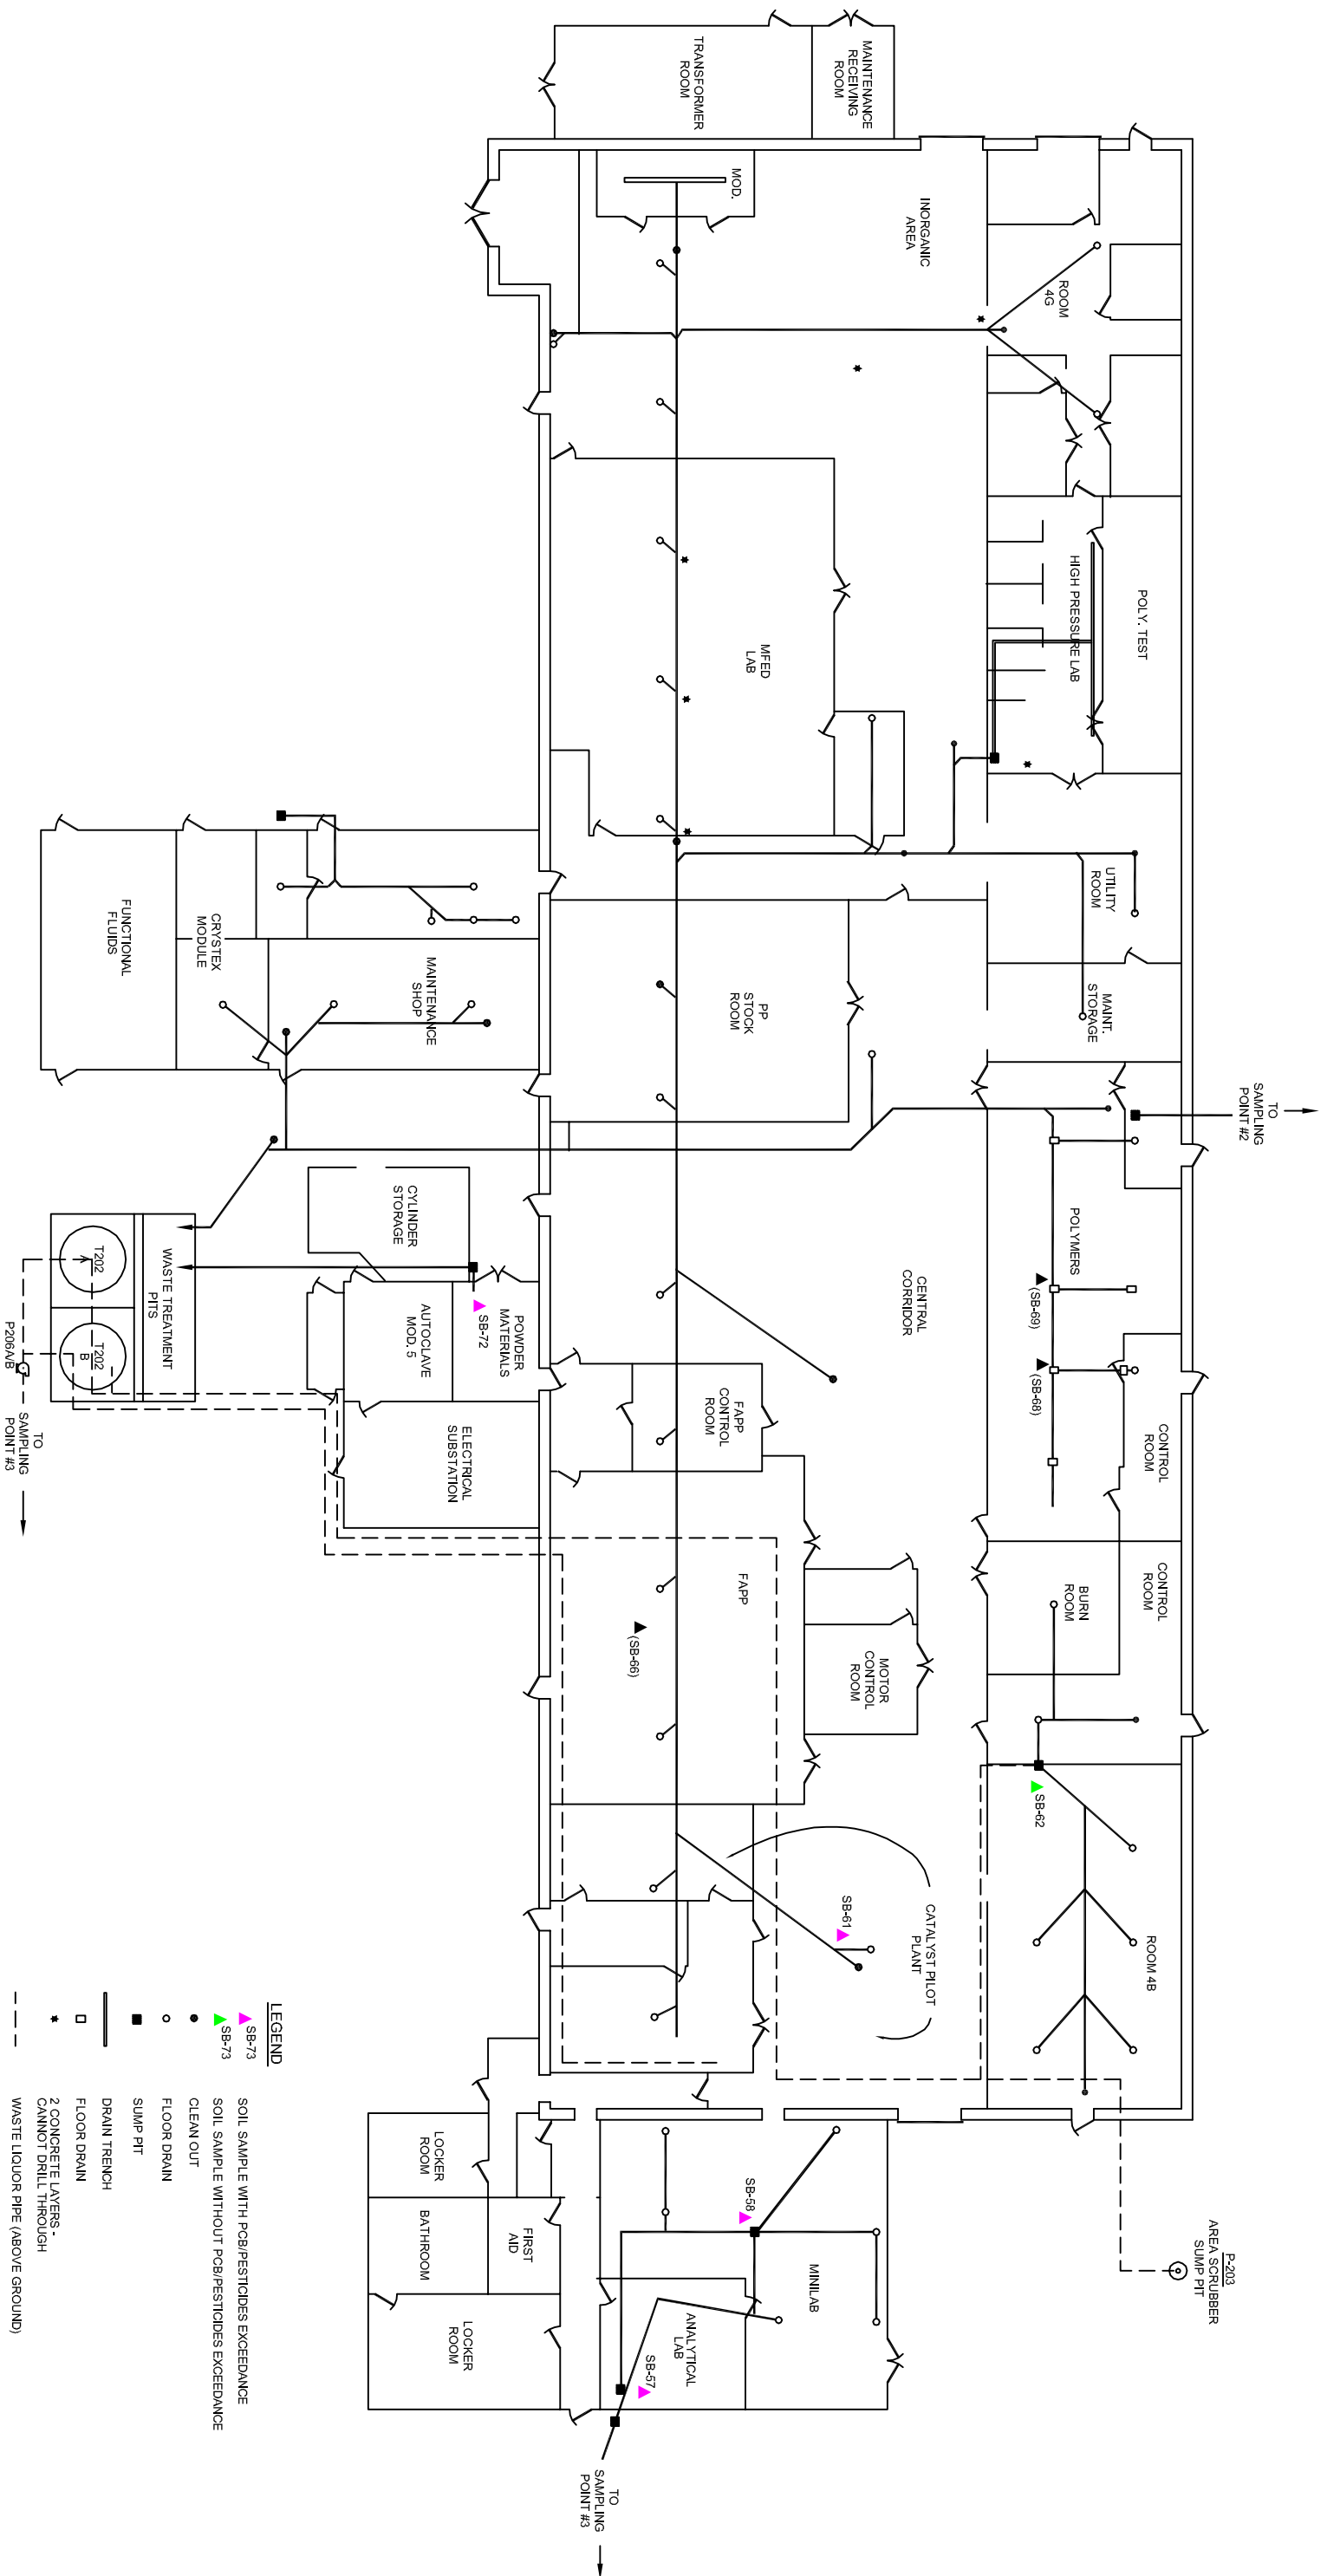 TRANSFORMER
ROOM
MAINTENANCE
RECEIVING
ROOM
MOD.
INORGANIC
AREA
ROOM
4G
HIGH PRESSURE LAB
POLY. TEST
MFED
LAB
UTILITY
ROOM
MAINT.
STORAGE
PP
STOCK
ROOM
FUNCTIONAL
FLUIDS
CRYSTEX
MODULE
MAINTENANCE
SHOP
TO
SAMPLING
POINT #2
POLYMERS
(SB-69)
(SB-68)
CONTROL
ROOM
CENTRAL
CORRIDOR
CYLINDER
STORAGE
WASTE TREATMENT
PITS
T202
A
T202
B
P206A/B
TO
SAMPLING
POINT #3
POWDER
MATERIALS
SB-72
AUTOCLAVE
MOD. 5
ELECTRICAL
SUBSTATION
FAPP
CONTROL
ROOM
FAPP
(SB-66)
MOTOR
CONTROL
ROOM
BURN
ROOM
CONTROL
ROOM
SB-62
ROOM 4B
SB-61
CATALYST PILOT
PLANT
P-203
AREA SCRUBBER
SUMP PIT
LOCKER
ROOM
BATHROOM
FIRST
AID
LOCKER
ROOM
SB-58
MINILAB
ANALYTICAL
LAB
SB-57
TO
SAMPLING
POINT #3
LEGEND
SB-73 SOIL SAMPLE WITH PCB/PESTICIDES EXCEEDANCE
SB-73 SOIL SAMPLE WITHOUT PCB/PESTICIDES EXCEEDANCE
CLEAN OUT
FLOOR DRAIN
SUMP PIT
DRAIN TRENCH
FLOOR DRAIN
2 CONCRETE LAYERS -
CANNOT DRILL THROUGH
WASTE LIQUOR PIPE (ABOVE GROUND)